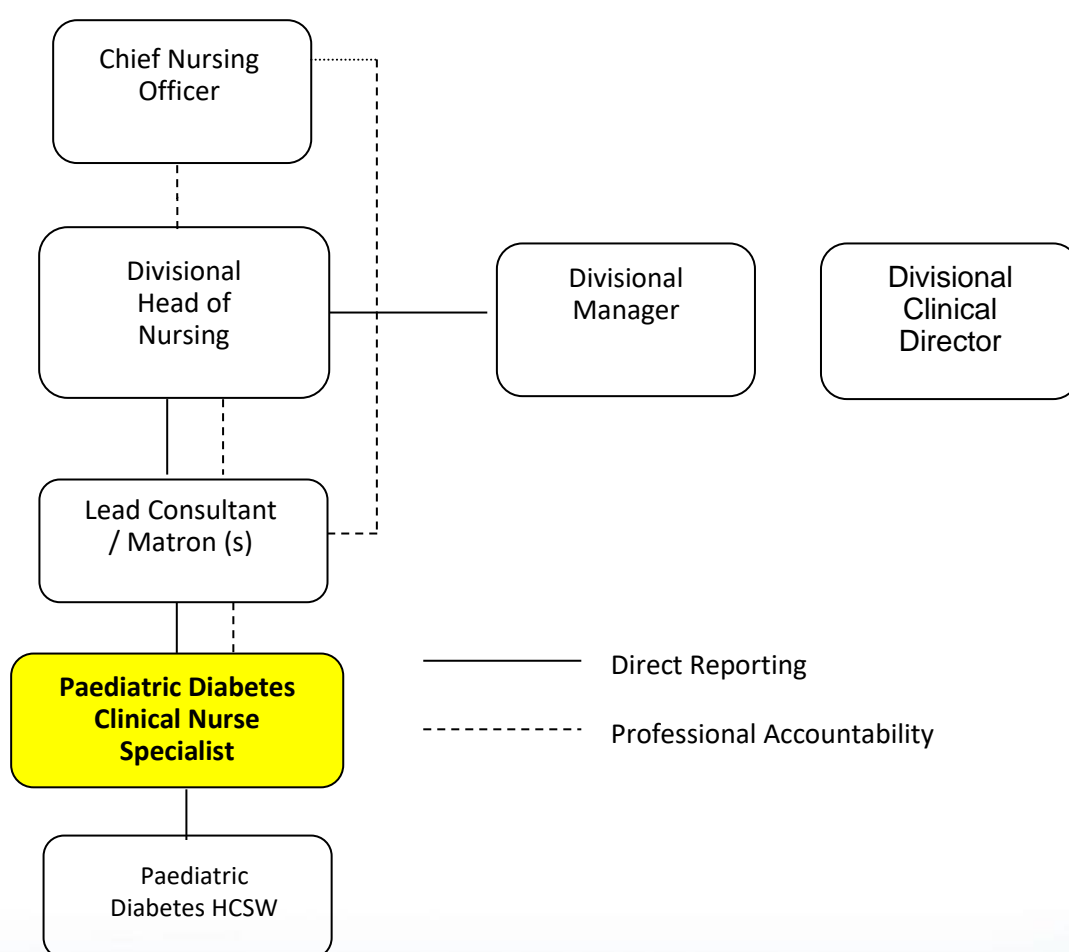 Chief Nursing
Officer
Divisional
Head of
Nursing
Divisional
Manager
Divisional
Clinical
Director
Lead Consultant
/ Matron (s)
Paediatric Diabetes
Clinical Nurse
Specialist
Direct Reporting
Professional Accountability
Paediatric
Diabetes HCSW